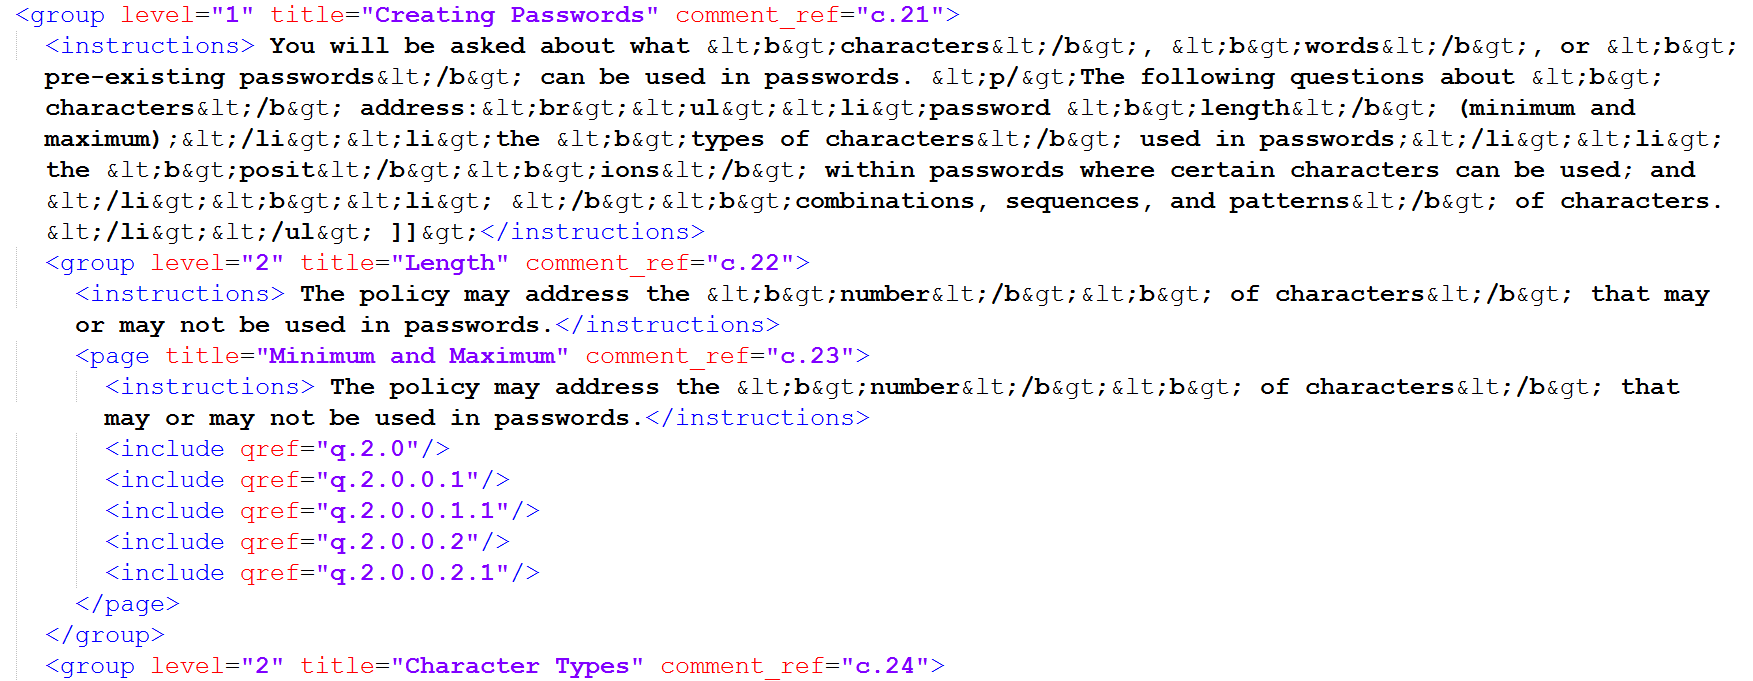 <group level="1" title="Creating Passwords" comment_ref="c.21">
<instructions> You will be asked about what &lt;b&gt;characters&lt;/b&gt;, &lt;b&gt;words&lt;/b&gt;, or &lt;b&gt;
pre-existing passwords&lt;/b&gt; can be used in passwords. &lt;p/&gt;The following questions about &lt;b&gt;
characters&lt;/b&gt; address:&lt;br&gt;&lt;ul&gt;&lt;li&gt;password &lt;b&gt;length&lt;/b&gt; (minimum and
maximum);&lt;/li&gt;&lt;li&gt;the &lt;b&gt;types of characters&lt;/b&gt; used in passwords;&lt;/li&gt;&lt;li&gt;
the &lt;b&gt;posit&lt;/b&gt;&lt;b&gt;ions&lt;/b&gt; within passwords where certain characters can be used; and
&lt;/li&gt;&lt;b&gt;&lt;li&gt; &lt;/b&gt;&lt;b&gt;combinations, sequences, and patterns&lt;/b&gt; of characters.
&lt;/li&gt;&lt;/ul&gt; ]]&gt;</instructions>
<group level="2" title="Length" comment_ref="c.22">
<instructions> The policy may address the &lt;b&gt;number&lt;/b&gt;&lt;b&gt; of characters&lt;/b&gt; that may
or may not be used in passwords.</instructions>
<page title="Minimum and Maximum" comment_ref="c.23">
<instructions> The policy may address the &lt;b&gt;number&lt;/b&gt;&lt;b&gt; of characters&lt;/b&gt; that
may or may not be used in passwords.</instructions>
<include qref="q.2.0"/>
<include qref="q.2.0.0.1"/>
<include qref="q.2.0.0.1.1"/>
<include qref="q.2.0.0.2"/>
<include qref="q.2.0.0.2.1"/>
</page>
</group>
<group level="2" title="Character Types" comment_ref="c.24">